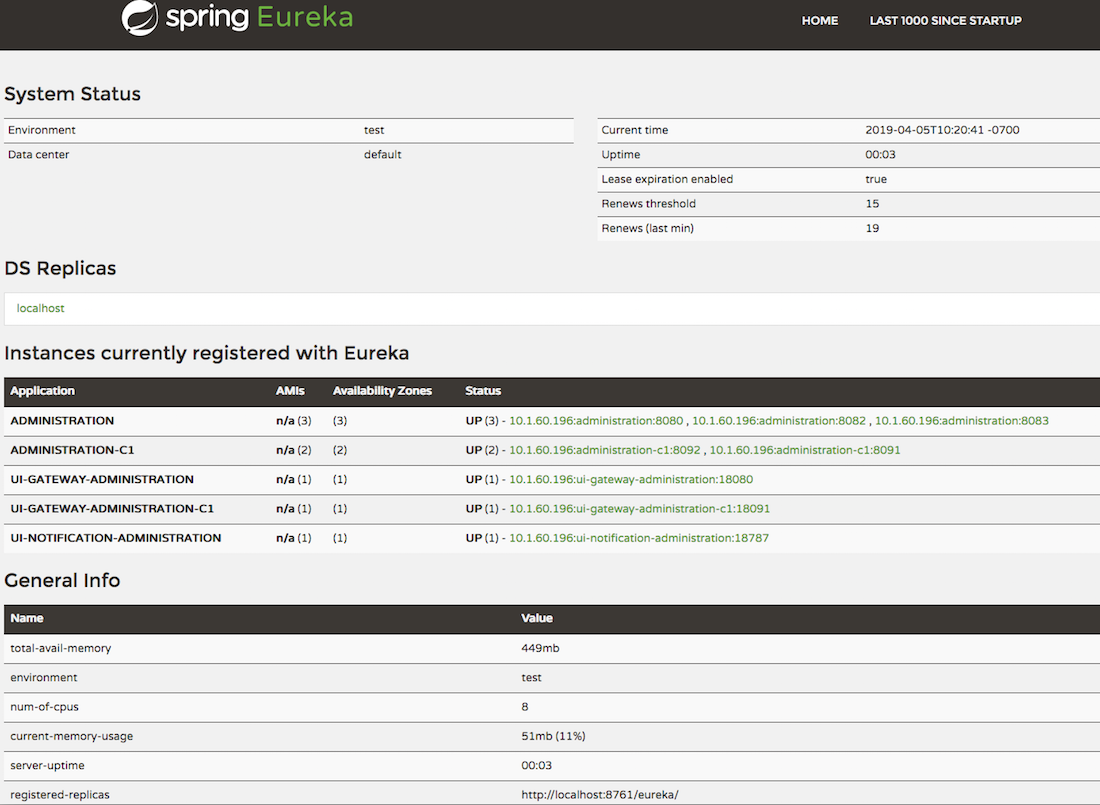 spring Eureka
HOME LAST 1000 SINCE STARTUP
System Status
Environment test
Data center default
Current time 2019-04-05T10:20:41 -0700
Uptime 00:03
Lease expiration enabled true
Renews threshold 15
Renews (last min) 19
DS Replicas
localhost
Instances currently registered with Eureka
Application AMIs Availability Zones Status
ADMINISTRATION n/a (3) (3) UP (3) - 10.1.60.196:administration:8080 , 10.1.60.196:administration:8082 , 10.1.60.196:administration:8083
ADMINISTRATION-C1 n/a (2) (2) UP (2) - 10.1.60.196:administration-c1:8092 , 10.1.60.196:administration-c1:8091
UI-GATEWAY-ADMINISTRATION n/a (1) (1) UP (1) - 10.1.60.196:ui-gateway-administration:18080
UI-GATEWAY-ADMINISTRATION-C1 n/a (1) (1) UP (1) - 10.1.60.196:ui-gateway-administration-c1:18091
UI-NOTIFICATION-ADMINISTRATION n/a (1) (1) UP (1) - 10.1.60.196:ui-notification-administration:18787
General Info
Name Value
total-avail-memory 449mb
environment test
num-of-cpus 8
current-memory-usage 51mb (11%)
server-uptime 00:03
registered-replicas http://localhost:8761/eureka/